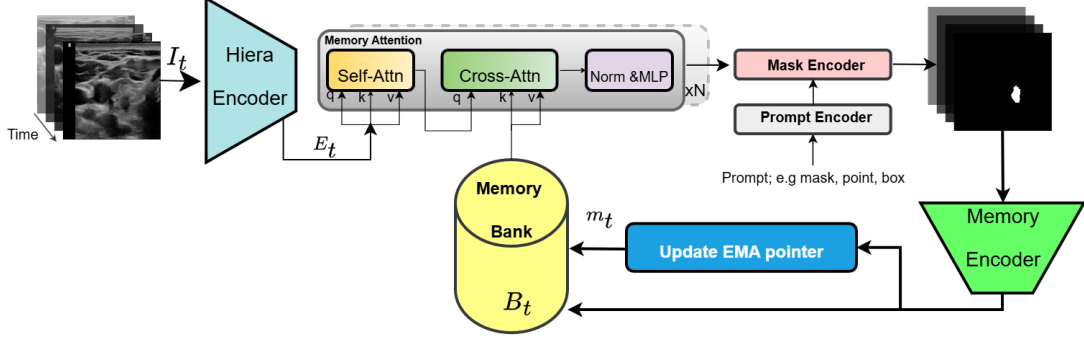 I_t
Time
Hiera
Encoder
E_t
Memory Attention
Self-Attn
q k v
Cross-Attn
q k v
Norm &MLP
xN
Mask Encoder
Prompt Encoder
Prompt; e.g mask, point, box
Memory
Bank
B_t
m_t
Update EMA pointer
Memory
Encoder